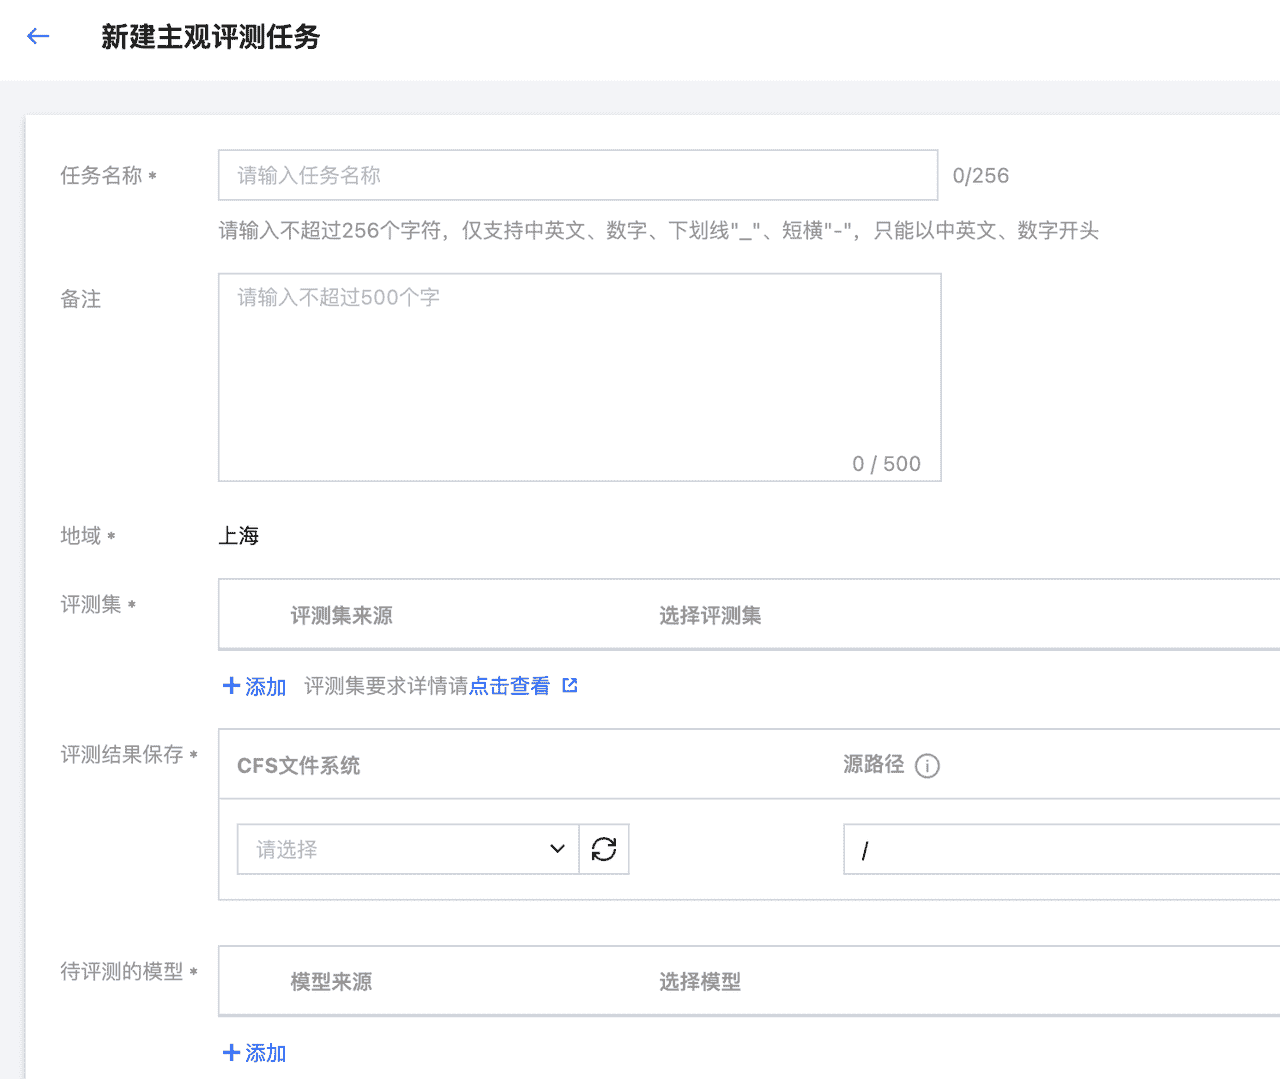 新建主观评测任务
任务名称 *
请输入任务名称
0/256
请输入不超过256个字符，仅支持中英文、数字、下划线"_"、短横"-"，只能以中英文、数字开头
备注
请输入不超过500个字
0 / 500
地域 *
上海
评测集 *
评测集来源 选择评测集
+添加 评测集要求详情请点击查看
评测结果保存 *
CFS文件系统 源路径
请选择 /
待评测的模型 *
模型来源 选择模型
+添加